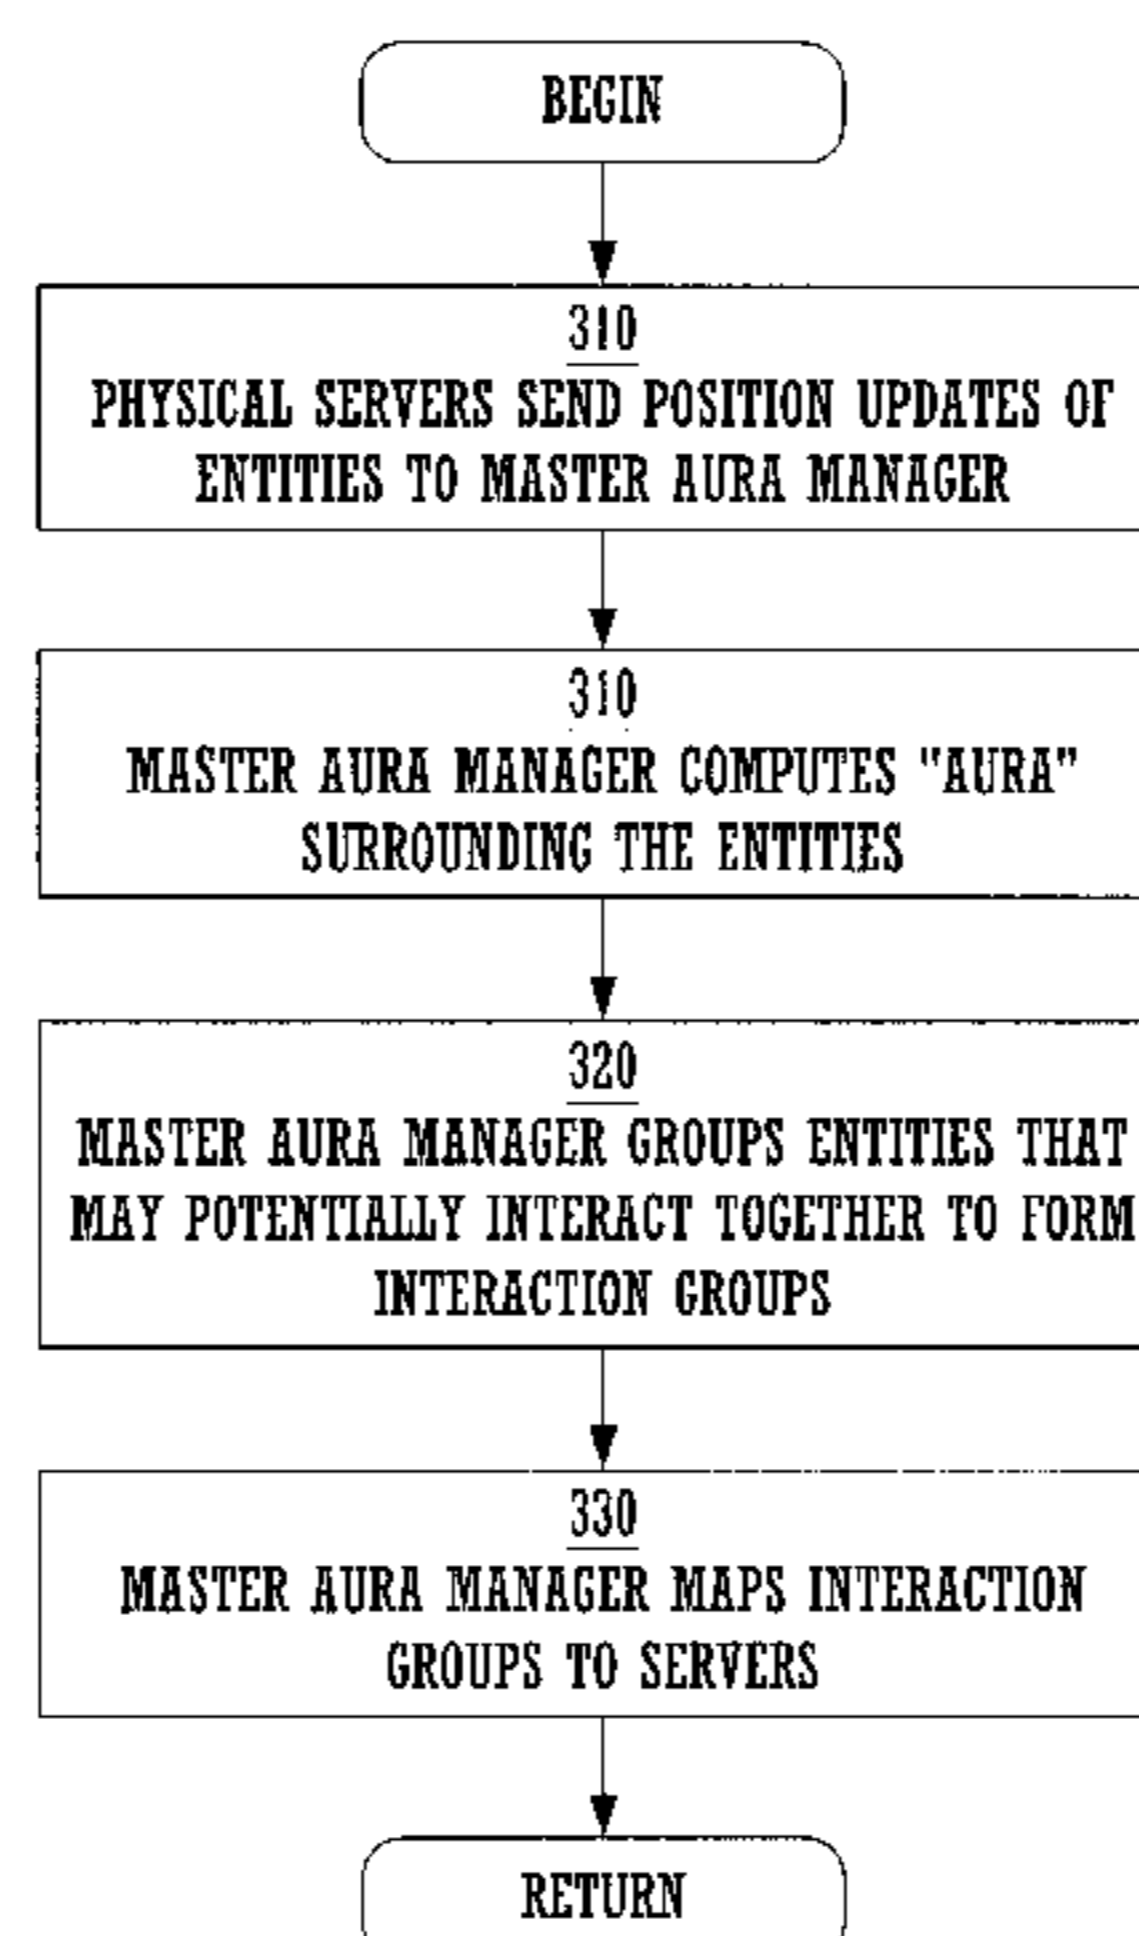 BEGIN
310
PHYSICAL SERVERS SEND POSITION UPDATES OF
ENTITIES TO MASTER AURA MANAGER
310
MASTER AURA MANAGER COMPUTES "AURA"
SURROUNDING THE ENTITIES
320
MASTER AURA MANAGER GROUPS ENTITIES THAT
MAY POTENTIALLY INTERACT TOGETHER TO FORM
INTERACTION GROUPS
330
MASTER AURA MANAGER MAPS INTERACTION
GROUPS TO SERVERS
RETURN